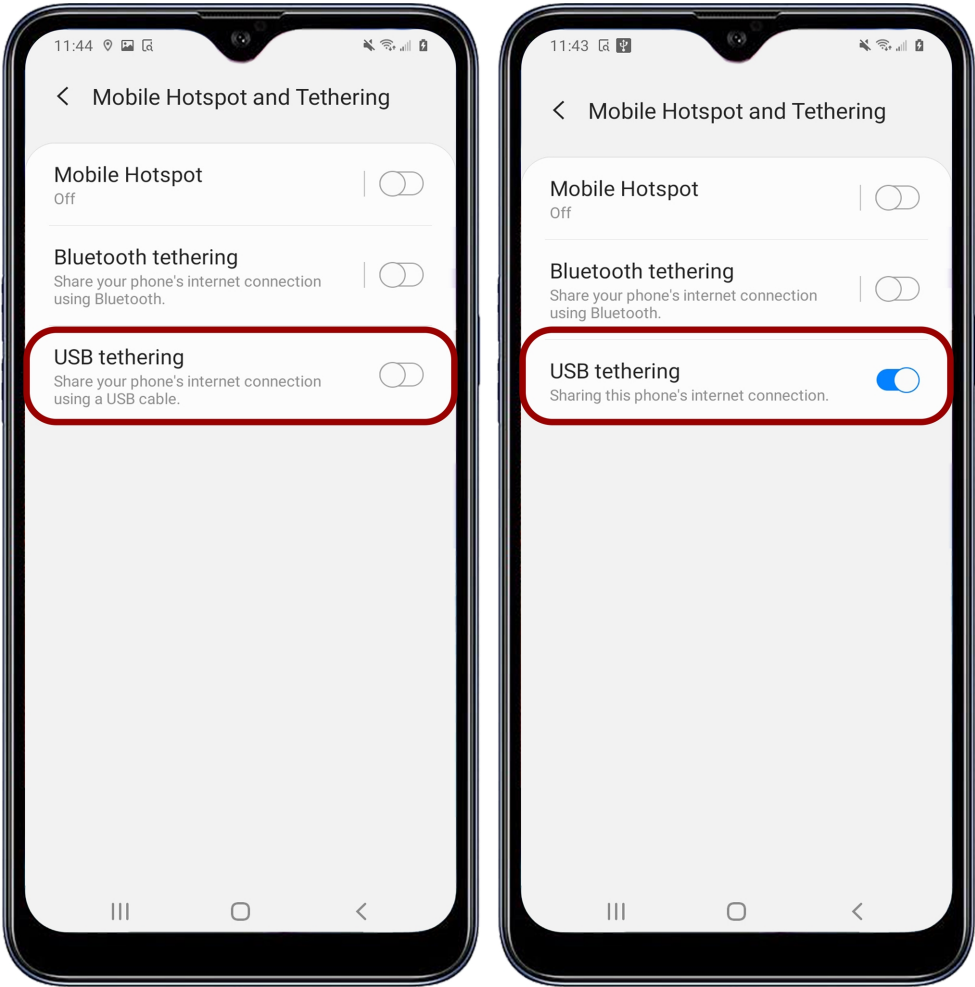 11:44
Mobile Hotspot and Tethering
Mobile Hotspot
Off
Bluetooth tethering
Share your phone's internet connection
using Bluetooth.
USB tethering
Share your phone's internet connection
using a USB cable.
11:43
Mobile Hotspot and Tethering
Mobile Hotspot
Off
Bluetooth tethering
Share your phone's internet connection
using Bluetooth.
USB tethering
Sharing this phone's internet connection.